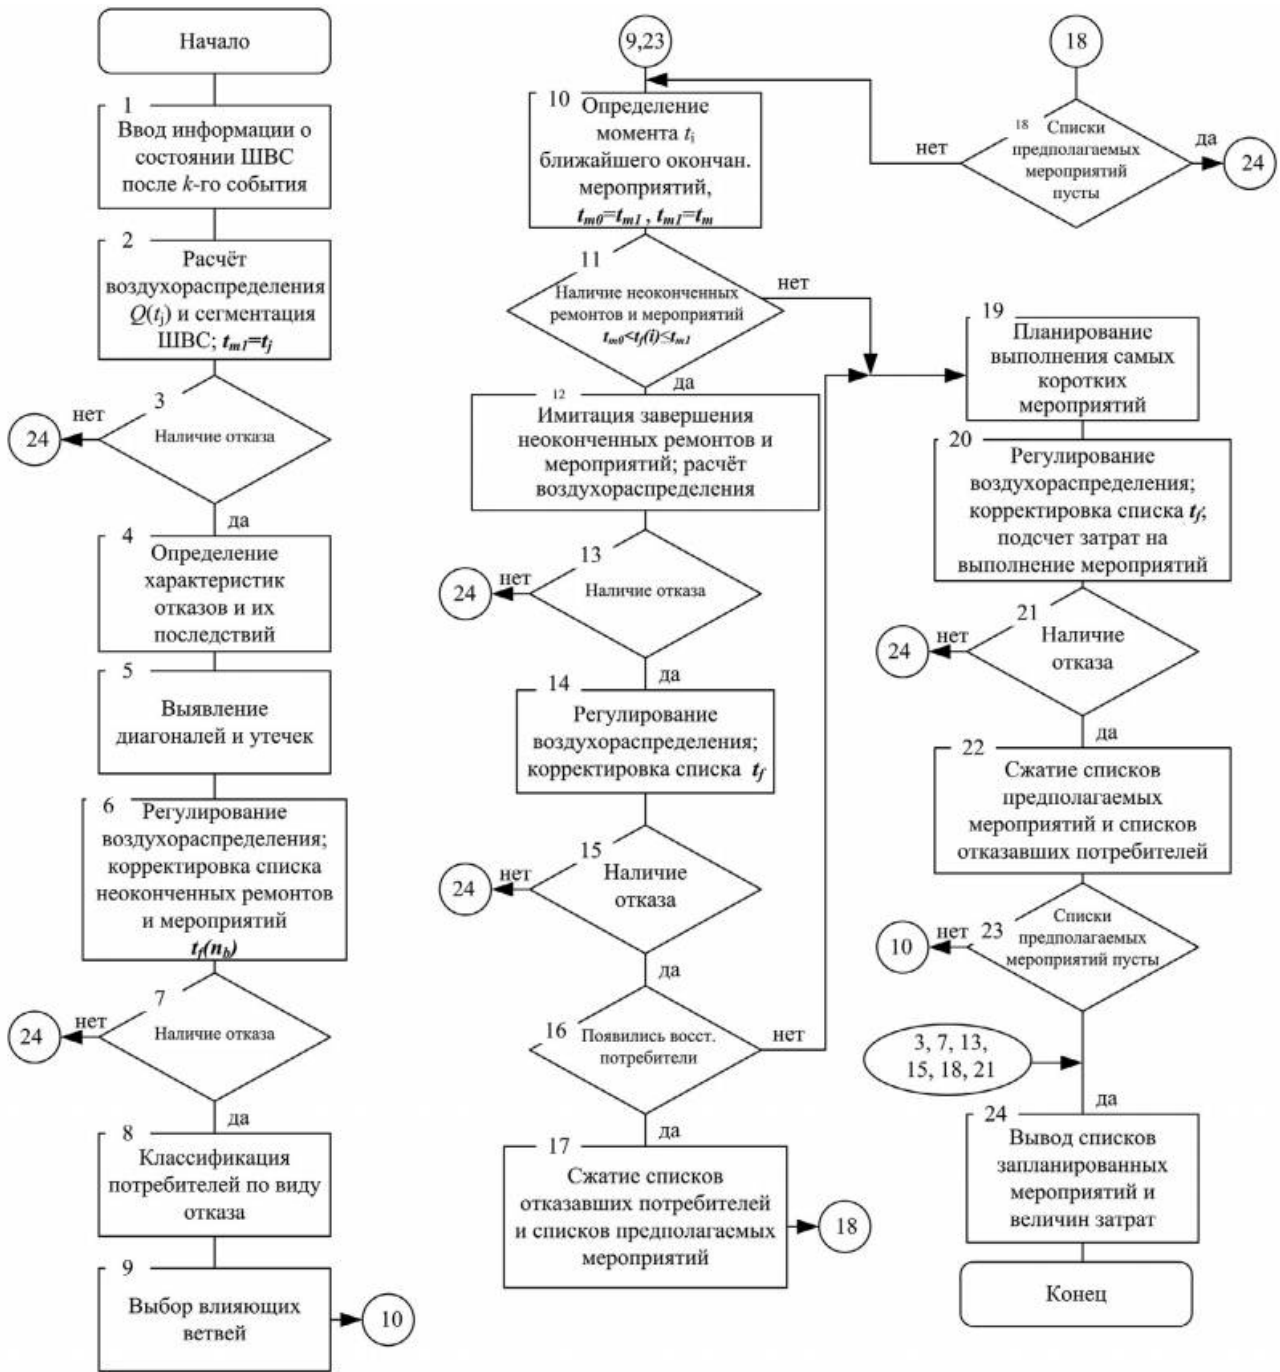 Начало
1
Ввод информации о
состоянии ШВС
после k-го события
2
Расчёт
воздухораспределения
Q(tj) и сегментация
ШВС; tm1=tj
3
нет
24
Наличие отказа
да
4
Определение
характеристик
отказов и их
последствий
5
Выявление
диагоналей и утечек
6
Регулирование
воздухораспределения;
корректировка списка
неоконченных ремонтов
и мероприятий
tf(nb)
7
нет
24
Наличие отказа
да
8
Классификация
потребителей по виду
отказа
9
Выбор влияющих
ветвей
10
9,23
10
Определение
момента ti
ближайшего окончан.
мероприятий,
tm0=tm1 , tm1=tm
11
нет
Наличие неоконченных
ремонтов и мероприятий
tm0<tf(i)≤tm1
да
12
Имитация завершения
неоконченных ремонтов и
мероприятий; расчёт
воздухораспределения
13
нет
24
Наличие отказа
да
14
Регулирование
воздухораспределения;
корректировка списка tf
15
нет
24
Наличие
отказа
да
16
Появились восст.
потребители
нет
да
17
Сжатие списков
отказавших потребителей
и списков предполагаемых
мероприятий
18
18
18
Списки
предполагаемых
мероприятий
пусты
нет
да
24
19
Планирование
выполнения самых
коротких
мероприятий
20
Регулирование
воздухораспределения;
корректировка списка tf;
подсчет затрат на
выполнение мероприятий
21
нет
24
Наличие
отказа
да
22
Сжатие списков
предполагаемых
мероприятий и списков
отказавших потребителей
23
нет
10
Списки
предполагаемых
мероприятий пусты
3, 7, 13,
15, 18, 21
да
24
Вывод списков
запланированных
мероприятий и
величин затрат
Конец